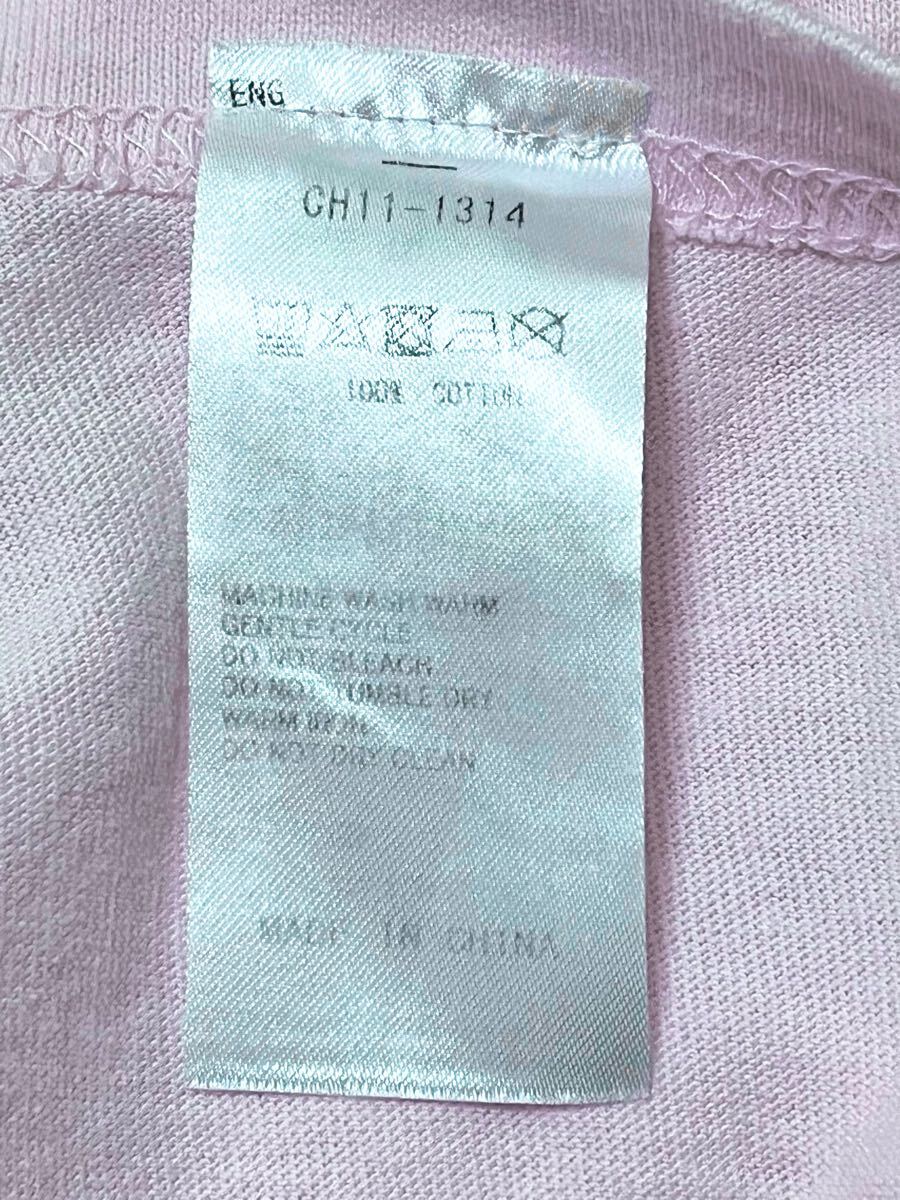 ENG
CH11-1314
100% COTTON
MACHINE WASH WARM
GENTLE CYCLE
DO NOT BLEACH
DO NOT TUMBLE DRY
WARM IRON
DO NOT DRY CLEAN
MADE IN CHINA